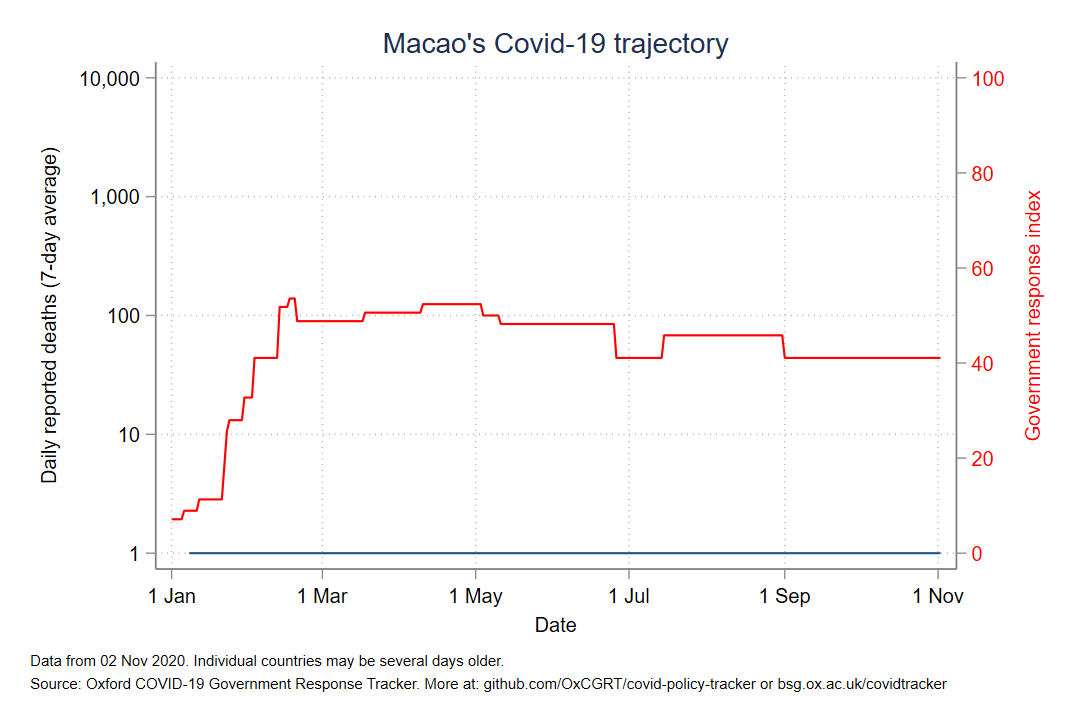 Macao's Covid-19 trajectory
10,000
1,000
100
10
1
Daily reported deaths (7-day average)
100
80
60
40
20
0
Government response index
1 Jan
1 Mar
1 May
1 Jul
1 Sep
1 Nov
Date
Data from 02 Nov 2020. Individual countries may be several days older.
Source: Oxford COVID-19 Government Response Tracker. More at: github.com/OxCGRT/covid-policy-tracker or bsg.ox.ac.uk/covidtracker